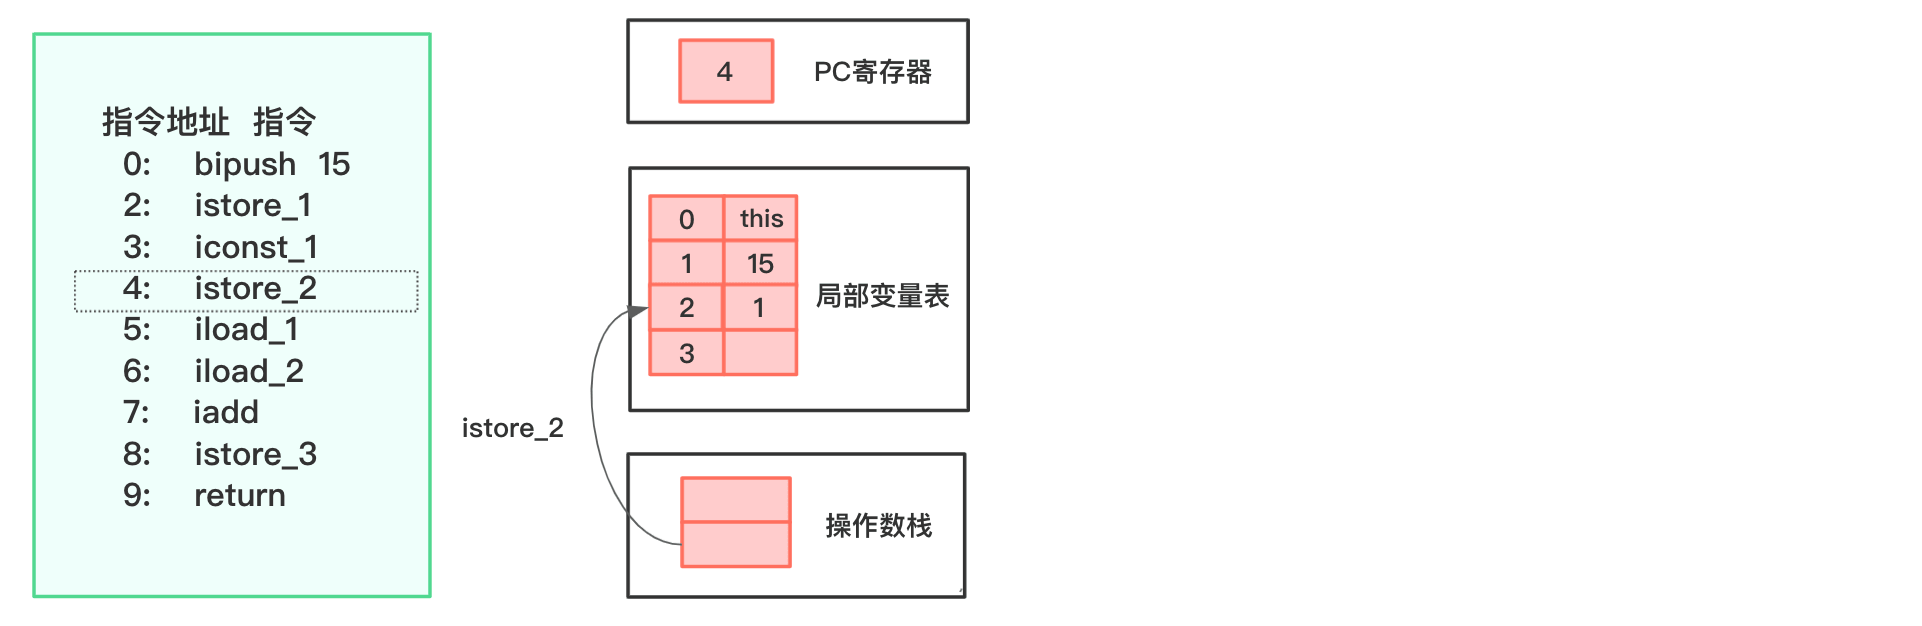 指令地址 指令
0: bipush 15
2: istore_1
3: iconst_1
4: istore_2
5: iload_1
6: iload_2
7: iadd
8: istore_3
9: return
4 PC寄存器
0 this
1 15
2 1
3
局部变量表
istore_2
操作数栈